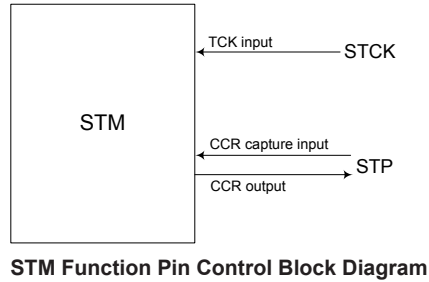 TCK input
STCK
STM
CCR capture input
STP
CCR output
STM Function Pin Control Block Diagram